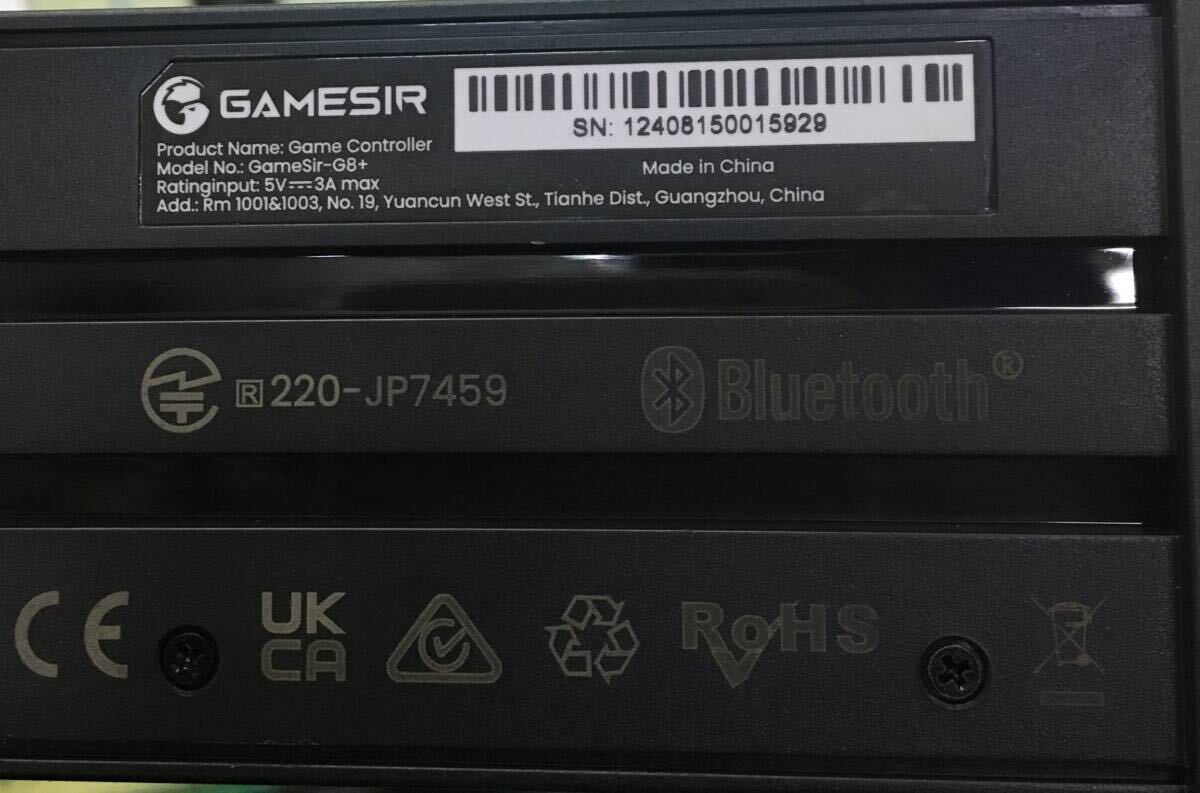 GAMESIR
SN: 12408150015929
Product Name: Game Controller
Model No.: GameSir-G8+
Made in China
Ratinginput: 5V⎓3A max
Add.: Rm 1001&1003, No. 19, Yuancun West St., Tianhe Dist., Guangzhou, China
R 220-JP7459
Bluetooth®
CE
UK
CA
RoHS